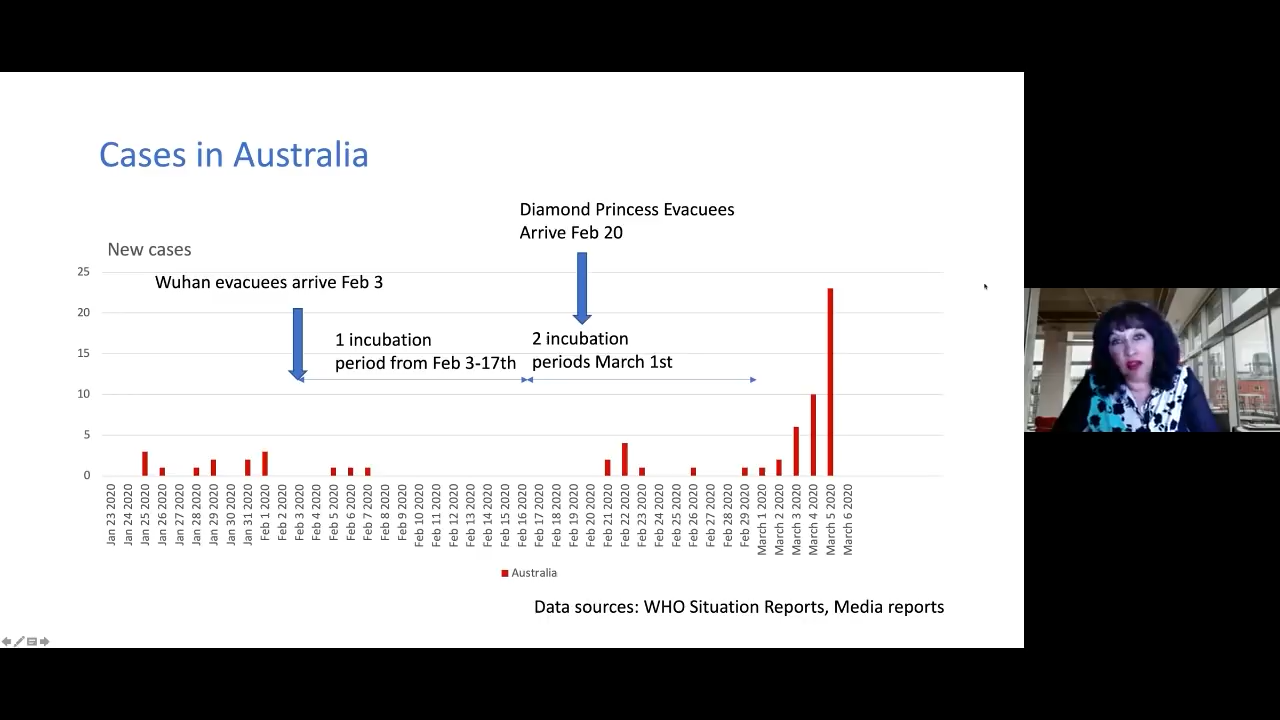 Cases in Australia
Diamond Princess Evacuees
Arrive Feb 20
New cases
Wuhan evacuees arrive Feb 3
1 incubation
period from Feb 3-17th
2 incubation
periods March 1st
25
20
15
10
5
0
Jan 23 2020
Jan 24 2020
Jan 25 2020
Jan 26 2020
Jan 27 2020
Jan 28 2020
Jan 29 2020
Jan 30 2020
Jan 31 2020
Feb 1 2020
Feb 2 2020
Feb 3 2020
Feb 4 2020
Feb 5 2020
Feb 6 2020
Feb 7 2020
Feb 8 2020
Feb 9 2020
Feb 10 2020
Feb 11 2020
Feb 12 2020
Feb 13 2020
Feb 14 2020
Feb 15 2020
Feb 16 2020
Feb 17 2020
Feb 18 2020
Feb 19 2020
Feb 20 2020
Feb 21 2020
Feb 22 2020
Feb 23 2020
Feb 24 2020
Feb 25 2020
Feb 26 2020
Feb 27 2020
Feb 28 2020
Feb 29 2020
March 1 2020
March 2 2020
March 3 2020
March 4 2020
March 5 2020
March 6 2020
Australia
Data sources: WHO Situation Reports, Media reports